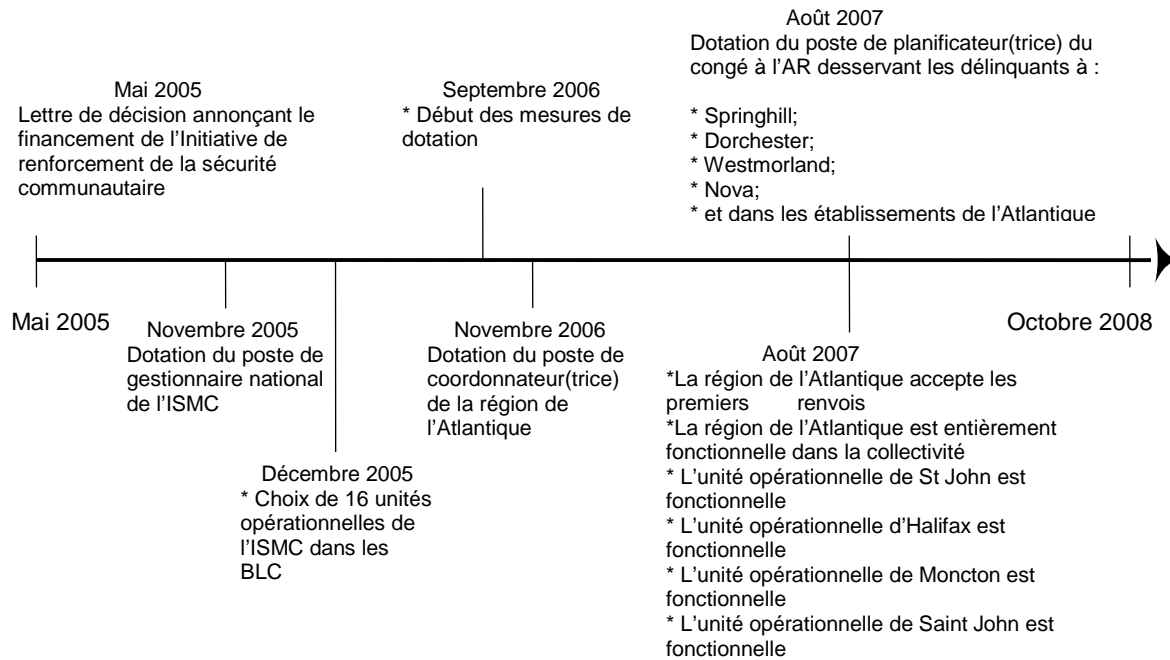 Mai 2005
Lettre de décision annonçant le
financement de l'Initiative de
renforcement de la sécurité
communautaire
Septembre 2006
* Début des mesures de
dotation
Août 2007
Dotation du poste de planificateur(trice) du
congé à l'AR desservant les délinquants à :
* Springhill;
* Dorchester;
* Westmorland;
* Nova;
* et dans les établissements de l'Atlantique
Mai 2005
Octobre 2008
Novembre 2005
Dotation du poste de
gestionnaire national
de l'ISMC
Décembre 2005
* Choix de 16 unités
opérationnelles de
l'ISMC dans les
BLC
Novembre 2006
Dotation du poste de
coordonnateur(trice)
de la région de
l'Atlantique
Août 2007
*La région de l'Atlantique accepte les
premiers renvois
*La région de l'Atlantique est entièrement
fonctionnelle dans la collectivité
* L'unité opérationnelle de St John est
fonctionnelle
* L'unité opérationnelle d'Halifax est
fonctionnelle
* L'unité opérationnelle de Moncton est
fonctionnelle
* L'unité opérationnelle de Saint John est
fonctionnelle